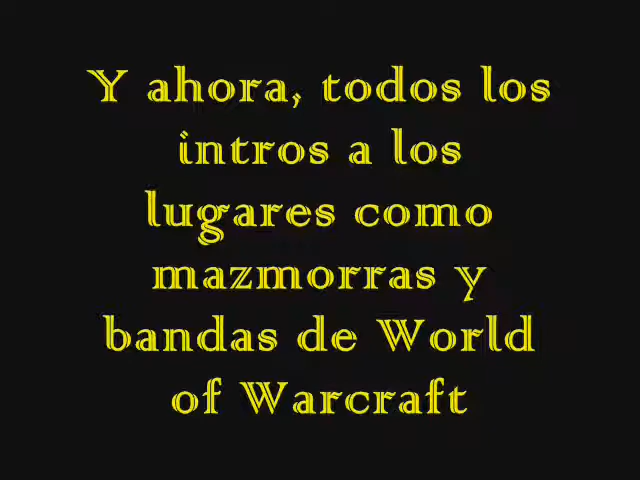 Y ahora, todos los
intros a los
lugares como
mazmorras y
bandas de World
of Warcraft